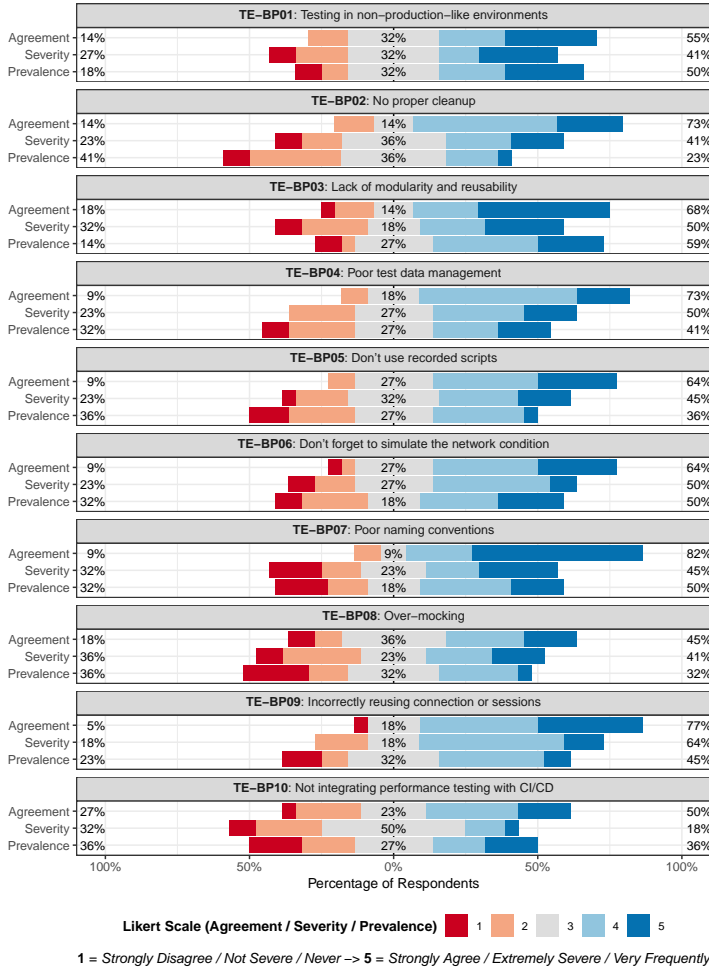 TE−BP01: Testing in non−production−like environments
Agreement 14% 32% 55%
Severity 27% 32% 41%
Prevalence 18% 32% 50%
TE−BP02: No proper cleanup
Agreement 14% 14% 73%
Severity 23% 36% 41%
Prevalence 41% 36% 23%
TE−BP03: Lack of modularity and reusability
Agreement 18% 14% 68%
Severity 32% 18% 50%
Prevalence 14% 27% 59%
TE−BP04: Poor test data management
Agreement 9% 18% 73%
Severity 23% 27% 50%
Prevalence 32% 27% 41%
TE−BP05: Don't use recorded scripts
Agreement 9% 27% 64%
Severity 23% 32% 45%
Prevalence 36% 27% 36%
TE−BP06: Don't forget to simulate the network condition
Agreement 9% 27% 64%
Severity 23% 27% 50%
Prevalence 32% 18% 50%
TE−BP07: Poor naming conventions
Agreement 9% 9% 82%
Severity 32% 23% 45%
Prevalence 32% 18% 50%
TE−BP08: Over−mocking
Agreement 18% 36% 45%
Severity 36% 23% 41%
Prevalence 36% 32% 32%
TE−BP09: Incorrectly reusing connection or sessions
Agreement 5% 18% 77%
Severity 18% 18% 64%
Prevalence 23% 32% 45%
TE−BP10: Not integrating performance testing with CI/CD
Agreement 27% 23% 50%
Severity 32% 50% 18%
Prevalence 36% 27% 36%
100% 50% 0% 50% 100%
Percentage of Respondents
Likert Scale (Agreement / Severity / Prevalence) 1 2 3 4 5
1 = Strongly Disagree / Not Severe / Never −> 5 = Strongly Agree / Extremely Severe / Very Frequently